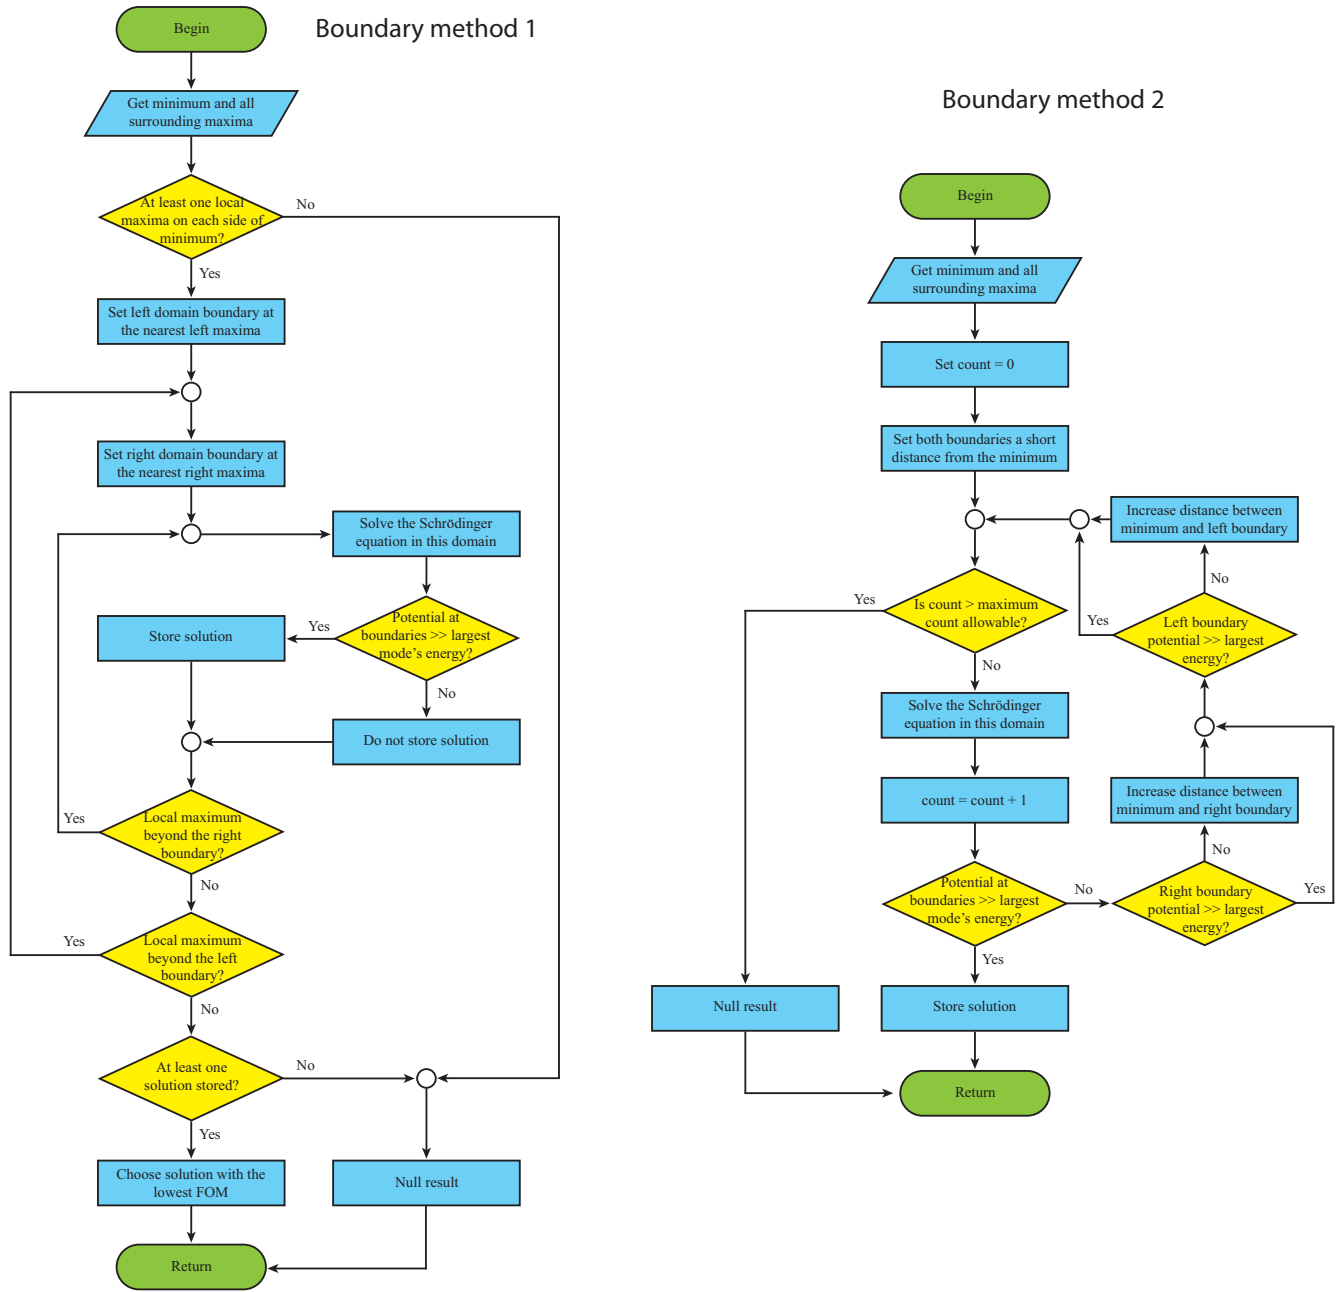 Boundary method 1
Begin
Get minimum and all
surrounding maxima
At least one local
maxima on each side of
minimum?
No
Yes
Set left domain boundary at
the nearest left maxima
Set right domain boundary at
the nearest right maxima
Solve the Schrödinger
equation in this domain
Potential at
boundaries >> largest
mode's energy?
Yes
Store solution
No
Do not store solution
Local maximum
beyond the right
boundary?
Yes
No
Local maximum
beyond the left
boundary?
Yes
No
At least one
solution stored?
No
Yes
Choose solution with the
lowest FOM
Null result
Return
Boundary method 2
Begin
Get minimum and all
surrounding maxima
Set count = 0
Set both boundaries a short
distance from the minimum
Increase distance between
minimum and left boundary
No
Is count > maximum
count allowable?
Yes
Left boundary
potential >> largest
energy?
Yes
No
Solve the Schrödinger
equation in this domain
count = count + 1
Increase distance between
minimum and right boundary
No
Potential at
boundaries >> largest
mode's energy?
No
Right boundary
potential >> largest
energy?
Yes
Yes
Null result
Store solution
Return